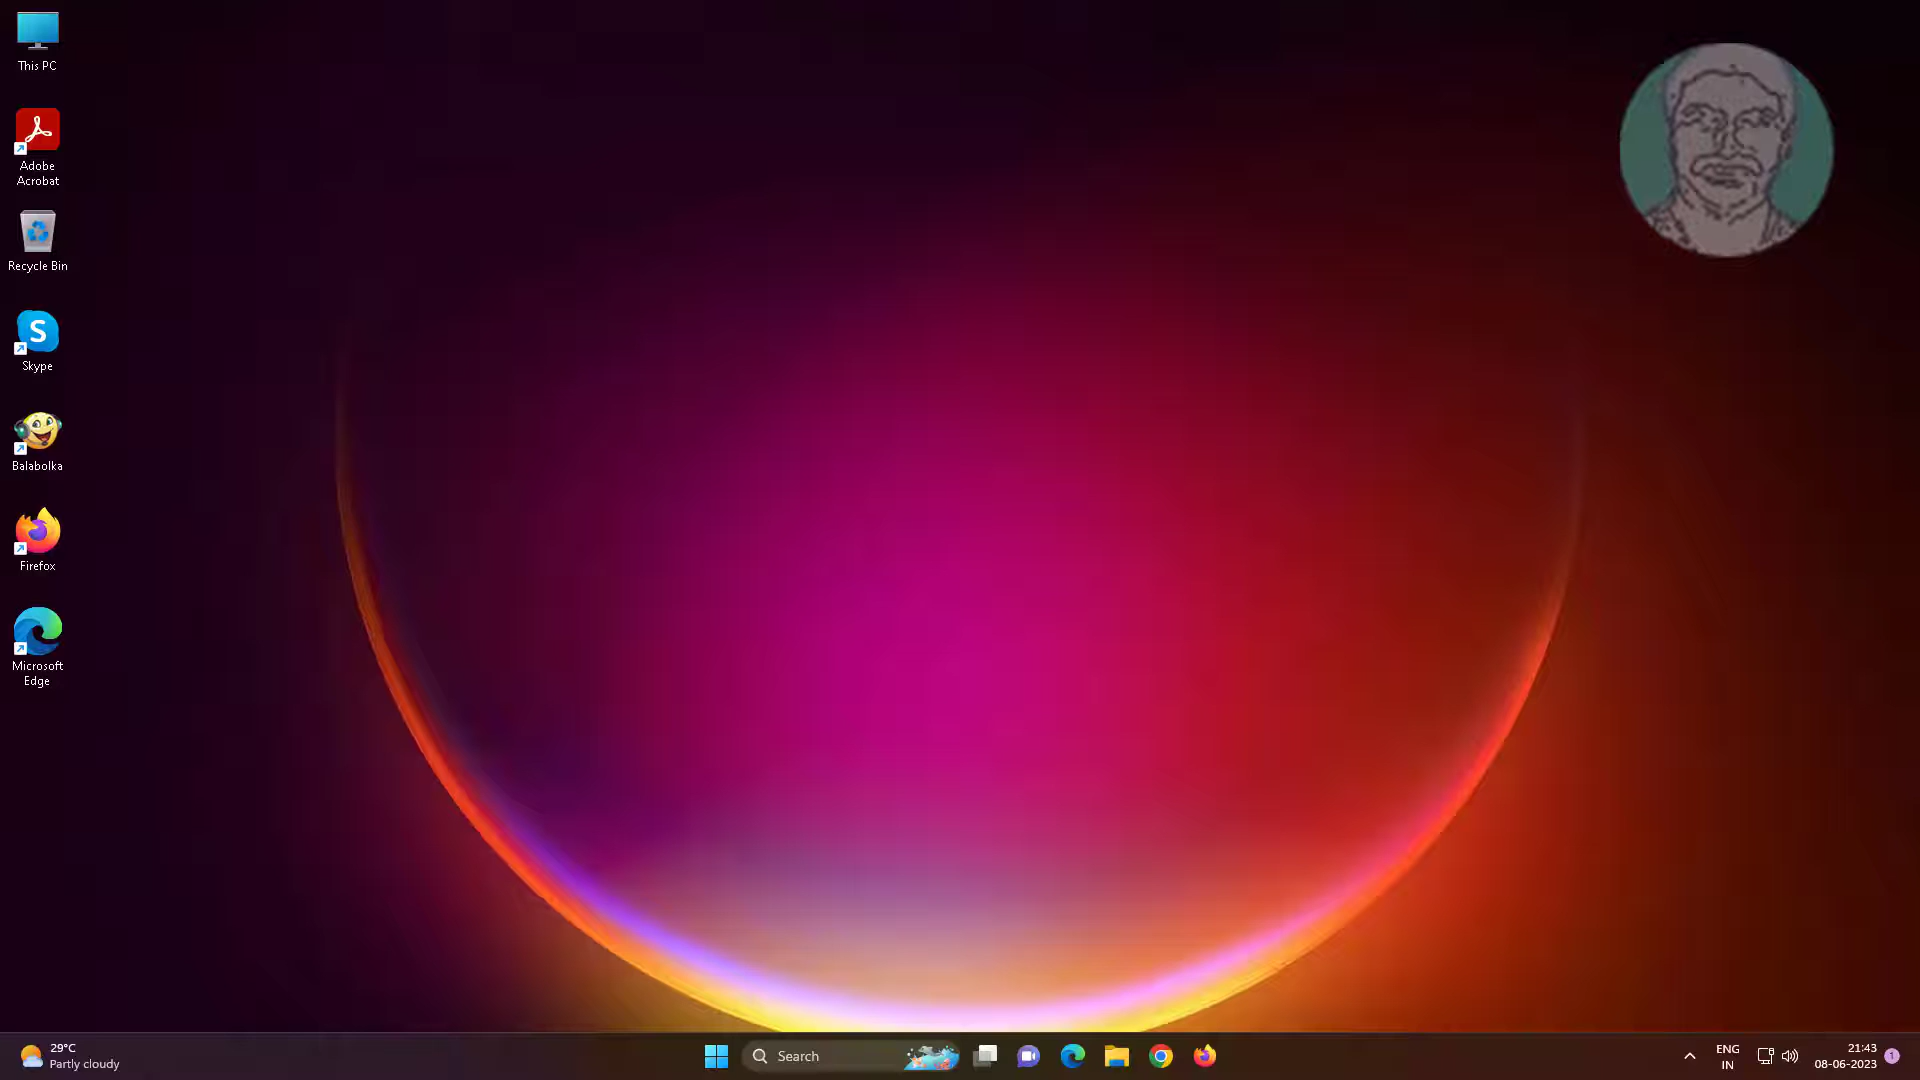 This PC
Adobe
Acrobat
Recycle Bin
S
Skype
Balabolka
Firefox
Microsoft
Edge
29°C
Partly cloudy
Search
ENG
IN
21:43
08-06-2023
1